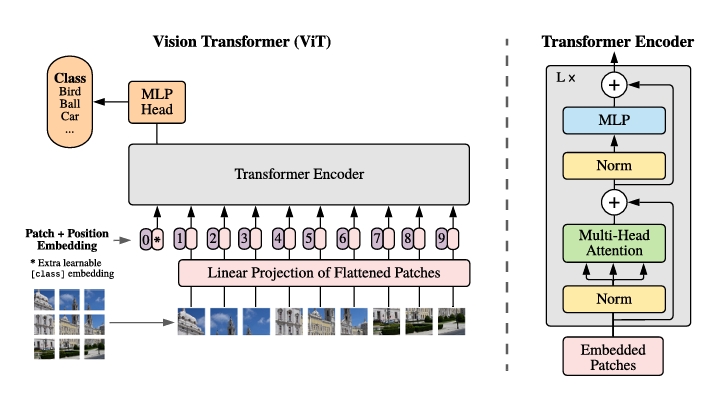 Vision Transformer (ViT)
Class
Bird
Ball
Car
...
MLP
Head
Transformer Encoder
Patch + Position
Embedding
0 * 1 2 3 4 5 6 7 8 9
* Extra learnable
[class] embedding
Linear Projection of Flattened Patches
Transformer Encoder
L ×
+
MLP
Norm
+
Multi-Head
Attention
Norm
Embedded
Patches